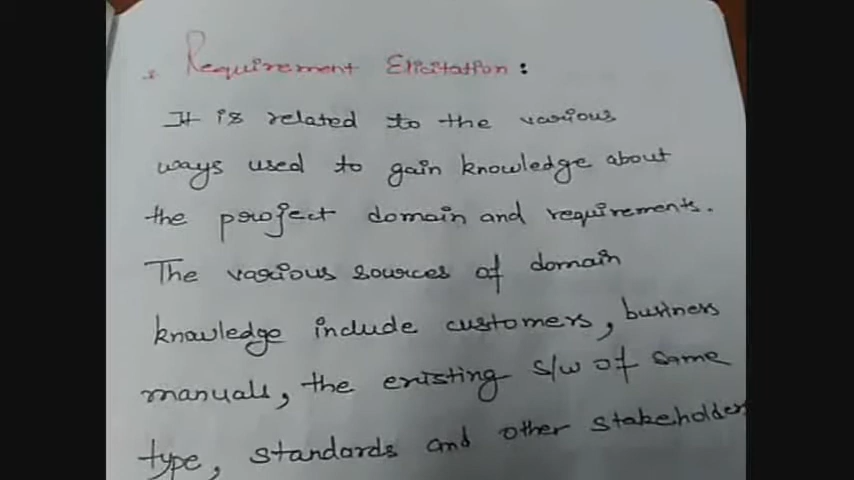 Requirement Elicitation :
It is related to the various
ways used to gain knowledge about
the project domain and requirements.
The various sources of domain
knowledge include customers, business
manuals, the existing s/w of same
type, standards and other stakeholders